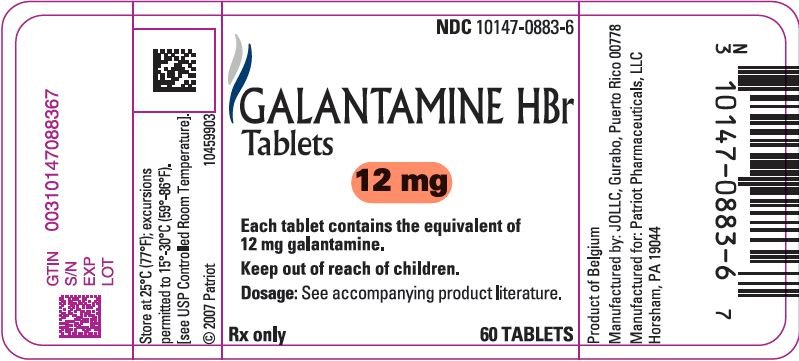 GTIN 00310147088367
S/N
EXP
LOT
Store at 25°C (77°F); excursions
permitted to 15°-30°C (59°-86°F).
[see USP Controlled Room Temperature].
© 2007 Patriot 10459903
NDC 10147-0883-6
GALANTAMINE HBr
Tablets
12 mg
Each tablet contains the equivalent of
12 mg galantamine.
Keep out of reach of children.
Dosage: See accompanying product literature.
Rx only 60 TABLETS
Product of Belgium
Manufactured by: JOLLC, Gurabo, Puerto Rico 00778
Manufactured for: Patriot Pharmaceuticals, LLC
Horsham, PA 19044
N
3 10147-0883-6 7